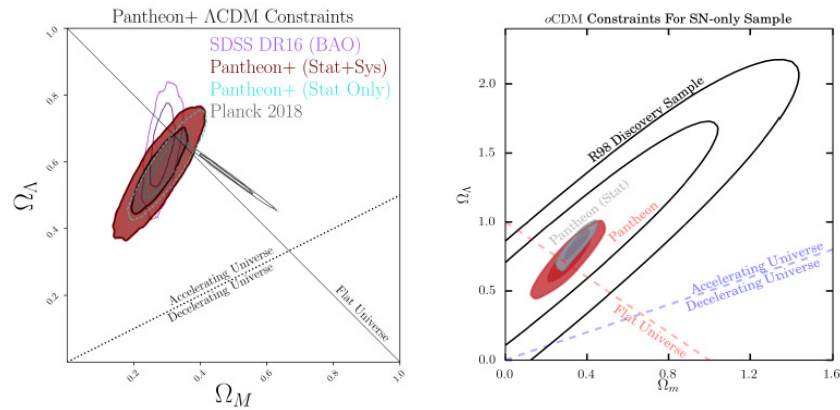 Pantheon+ ΛCDM Constraints
SDSS DR16 (BAO)
Pantheon+ (Stat+Sys)
Pantheon+ (Stat Only)
Planck 2018
1.0
0.8
0.6
0.4
0.2
Ω_Λ
Accelerating Universe
Decelerating Universe
Flat Universe
0.2
0.4
0.6
0.8
1.0
Ω_M
oCDM Constraints For SN-only Sample
2.0
1.5
1.0
0.5
0.0
Ω_Λ
R98 Discovery Sample
Pantheon (Stat)
Pantheon
Accelerating Universe
Decelerating Universe
Flat Universe
0.0
0.4
0.8
1.2
1.6
Ω_m